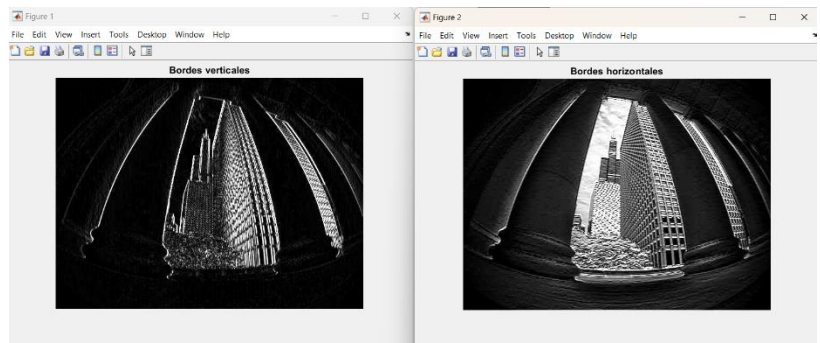 Figure 1
File Edit View Insert Tools Desktop Window Help
Bordes verticales
Figure 2
File Edit View Insert Tools Desktop Window Help
Bordes horizontales